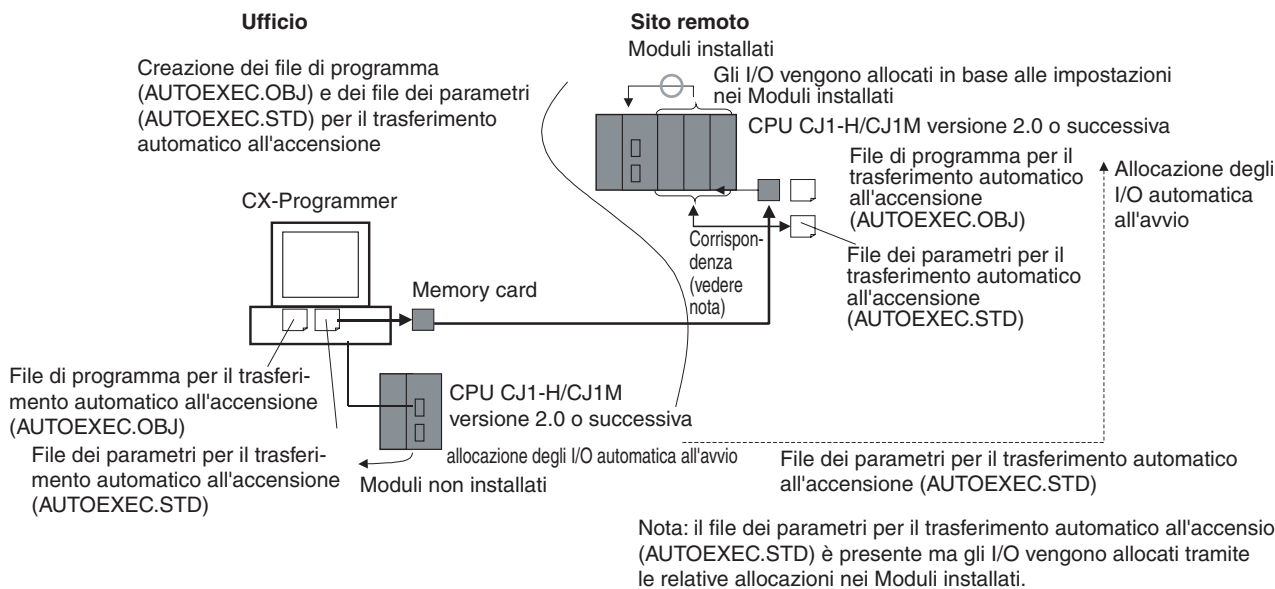 Ufficio
Creazione dei file di programma
(AUTOEXEC.OBJ) e dei file dei parametri
(AUTOEXEC.STD) per il trasferimento
automatico all'accensione
CX-Programmer
Memory card
File di programma per il trasferi-
mento automatico all'accensione
(AUTOEXEC.OBJ)
File dei parametri per il trasferi-
mento automatico all'accensione
(AUTOEXEC.STD)
CPU CJ1-H/CJ1M
versione 2.0 o successiva
allocazione degli I/O automatica all'avvio
Moduli non installati
Sito remoto
Moduli installati
Gli I/O vengono allocati in base alle impostazioni
nei Moduli installati
CPU CJ1-H/CJ1M versione 2.0 o successiva
File di programma per il
trasferimento automatico
all'accensione
(AUTOEXEC.OBJ)
Allocazione degli
I/O automatica
all'avvio
Corrispon-
denza
(vedere
nota)
File dei parametri per il
trasferimento automatico
all'accensione
(AUTOEXEC.STD)
File dei parametri per il trasferimento automatico
all'accensione (AUTOEXEC.STD)
Nota: il file dei parametri per il trasferimento automatico all'accensio
(AUTOEXEC.STD) è presente ma gli I/O vengono allocati tramite
le relative allocazioni nei Moduli installati.